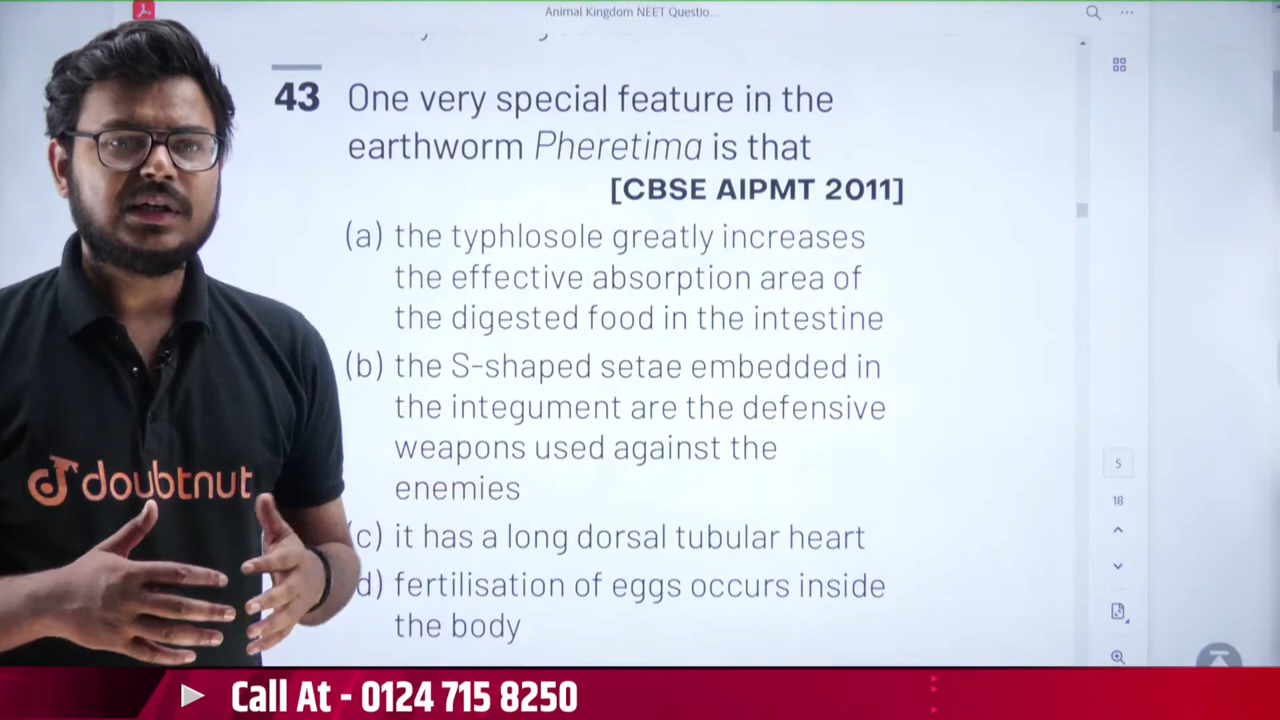 Animal Kingdom NEET Questio...
43 One very special feature in the
earthworm Pheretima is that
[CBSE AIPMT 2011]
(a) the typhlosole greatly increases
the effective absorption area of
the digested food in the intestine
(b) the S-shaped setae embedded in
the integument are the defensive
weapons used against the
enemies
(c) it has a long dorsal tubular heart
d) fertilisation of eggs occurs inside
the body
doubtnut
5
18
Call At - 0124 715 8250